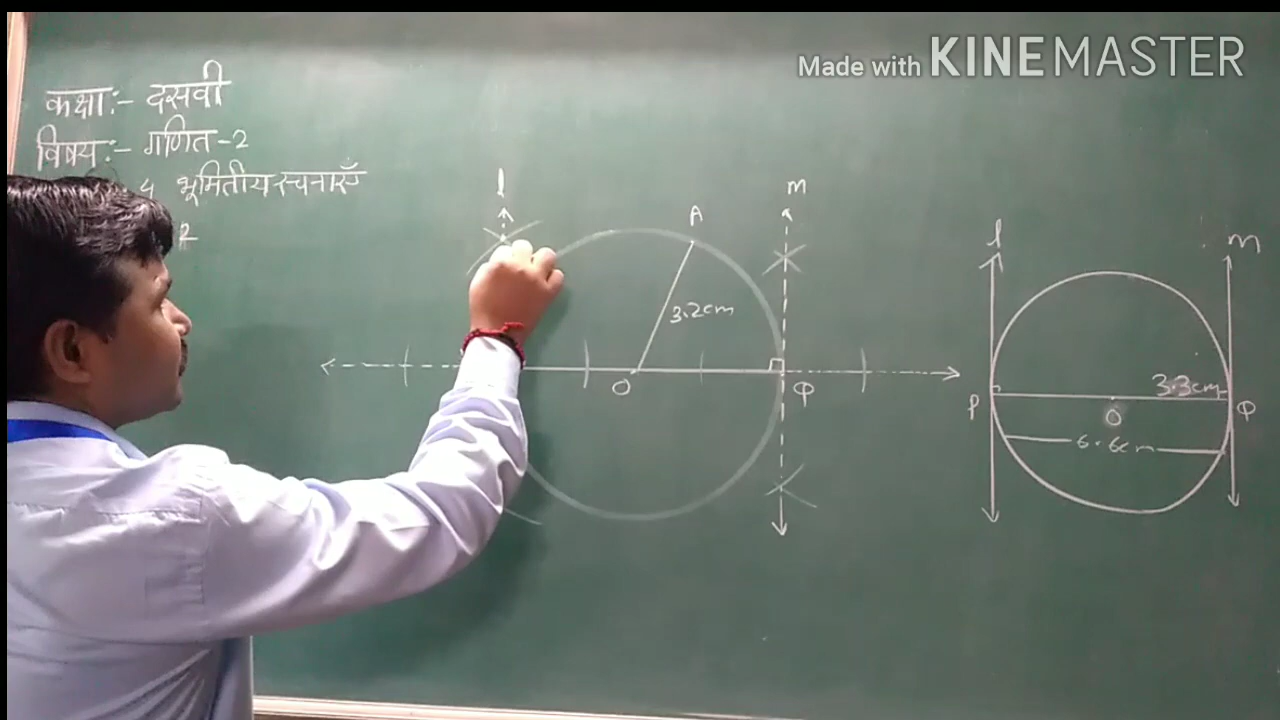 Made with KINEMASTER
कक्षा:- दसवी
विषय:- गणित-2
4 भूमितीय रचनाएँ
l
m
A
3.2cm
O
Q
l
m
P
3.3cm
O
Q
6.6cm